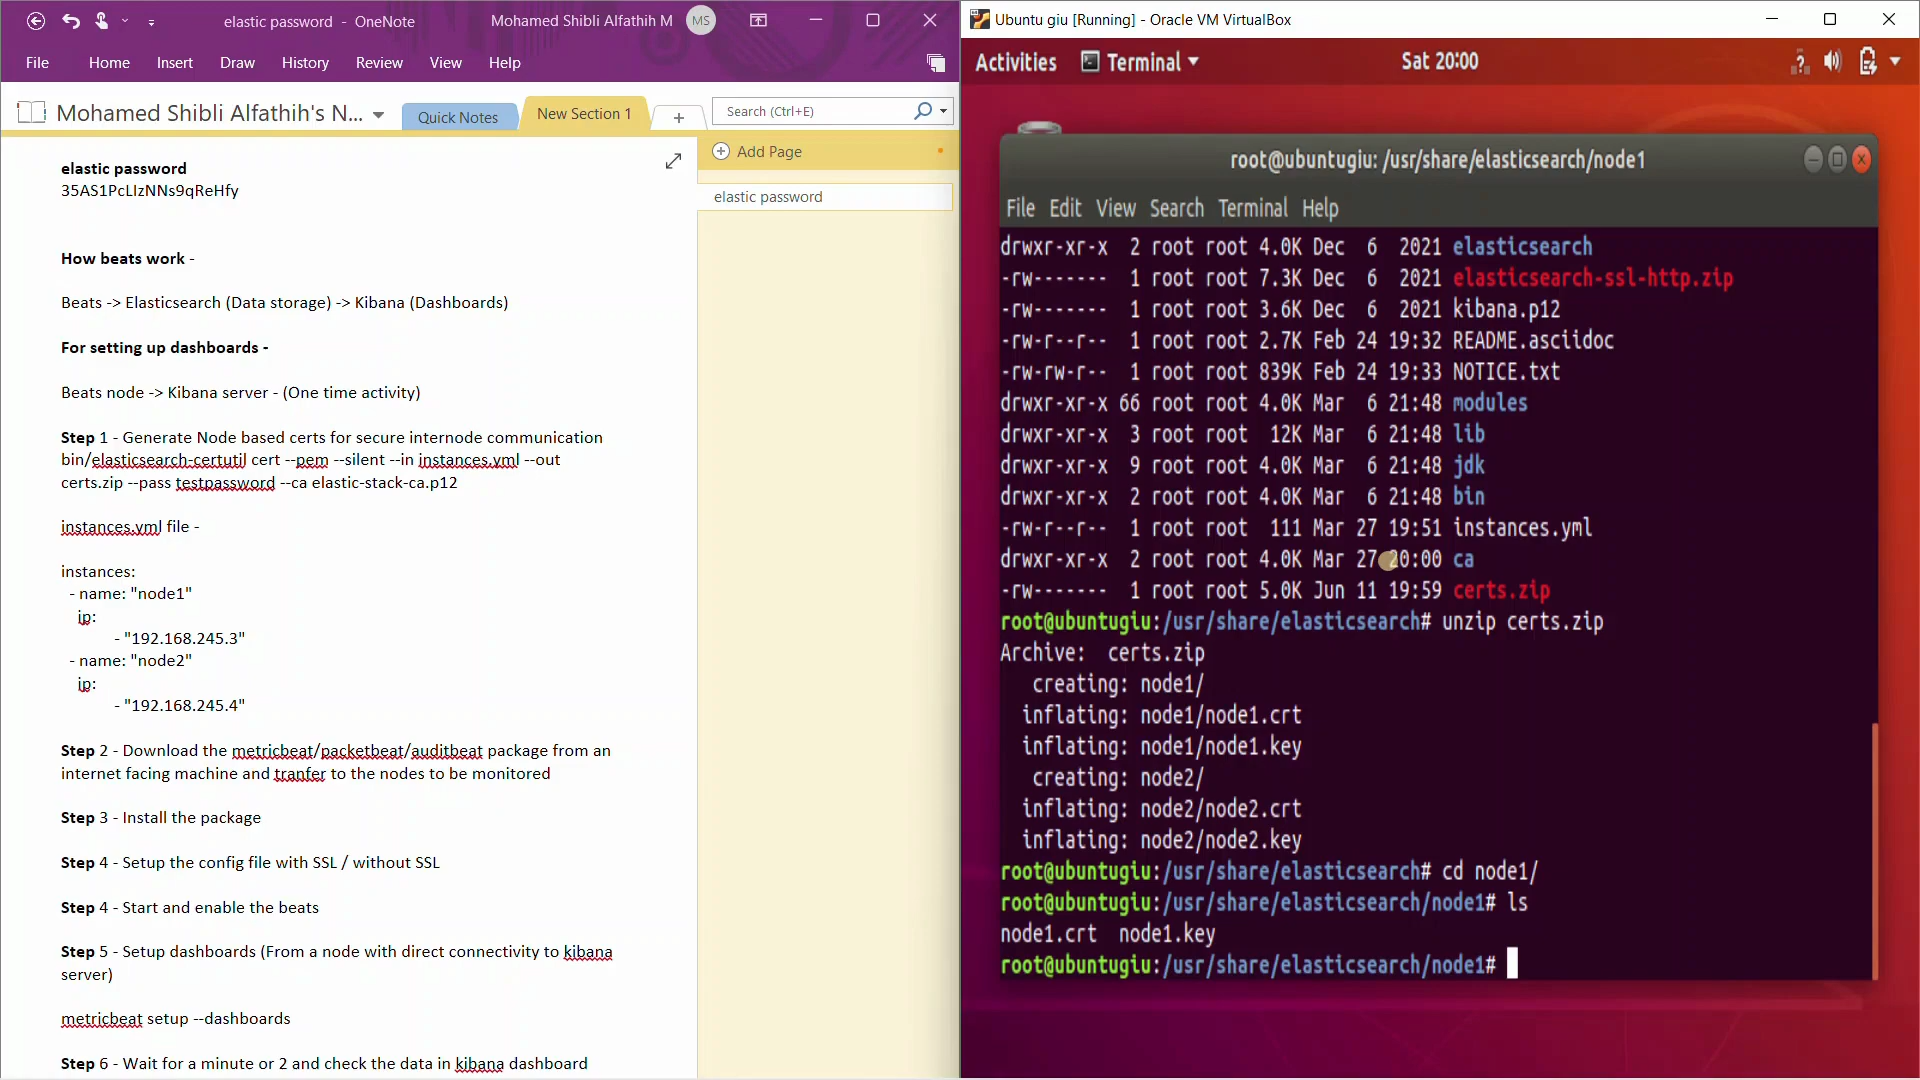 elastic password - OneNote
Mohamed Shibli Alfathih M
MS
File Home Insert Draw History Review View Help
Mohamed Shibli Alfathih's N...
Quick Notes
New Section 1
+
Search (Ctrl+E)
Add Page
elastic password
elastic password
35AS1PcLIzNNs9qReHfy
How beats work -
Beats -> Elasticsearch (Data storage) -> Kibana (Dashboards)
For setting up dashboards -
Beats node -> Kibana server - (One time activity)
Step 1 - Generate Node based certs for secure internode communication
bin/elasticsearch-certutil cert --pem --silent --in instances.yml --out
certs.zip --pass testpassword --ca elastic-stack-ca.p12
instances.yml file -
instances:
- name: "node1"
ip:
- "192.168.245.3"
- name: "node2"
ip:
- "192.168.245.4"
Step 2 - Download the metricbeat/packetbeat/auditbeat package from an
internet facing machine and tranfer to the nodes to be monitored
Step 3 - Install the package
Step 4 - Setup the config file with SSL / without SSL
Step 4 - Start and enable the beats
Step 5 - Setup dashboards (From a node with direct connectivity to kibana
server)
metricbeat setup --dashboards
Step 6 - Wait for a minute or 2 and check the data in kibana dashboard
Ubuntu giu [Running] - Oracle VM VirtualBox
Activities Terminal Sat 20:00
root@ubuntugiu: /usr/share/elasticsearch/node1
File Edit View Search Terminal Help
drwxr-xr-x 2 root root 4.0K Dec 6 2021 elasticsearch
-rw------- 1 root root 7.3K Dec 6 2021 elasticsearch-ssl-http.zip
-rw------- 1 root root 3.6K Dec 6 2021 kibana.p12
-rw-r--r-- 1 root root 2.7K Feb 24 19:32 README.asciidoc
-rw-rw-r-- 1 root root 839K Feb 24 19:33 NOTICE.txt
drwxr-xr-x 66 root root 4.0K Mar 6 21:48 modules
drwxr-xr-x 3 root root 12K Mar 6 21:48 lib
drwxr-xr-x 9 root root 4.0K Mar 6 21:48 jdk
drwxr-xr-x 2 root root 4.0K Mar 6 21:48 bin
-rw-r--r-- 1 root root 111 Mar 27 19:51 instances.yml
drwxr-xr-x 2 root root 4.0K Mar 27 20:00 ca
-rw------- 1 root root 5.0K Jun 11 19:59 certs.zip
root@ubuntugiu:/usr/share/elasticsearch# unzip certs.zip
Archive: certs.zip
creating: node1/
inflating: node1/node1.crt
inflating: node1/node1.key
creating: node2/
inflating: node2/node2.crt
inflating: node2/node2.key
root@ubuntugiu:/usr/share/elasticsearch# cd node1/
root@ubuntugiu:/usr/share/elasticsearch/node1# ls
node1.crt node1.key
root@ubuntugiu:/usr/share/elasticsearch/node1#